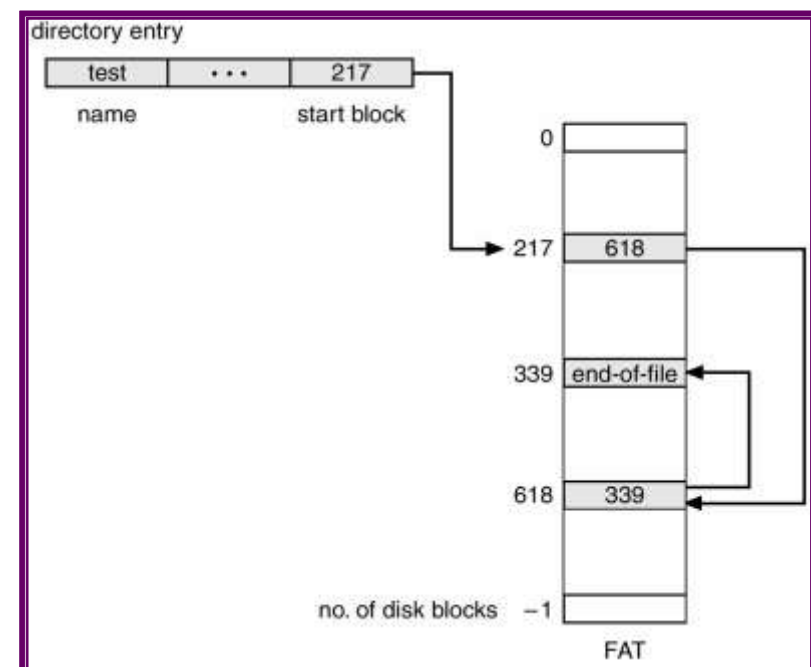 directory entry
test ... 217
name start block
0
217 618
339 end-of-file
618 339
no. of disk blocks –1
FAT